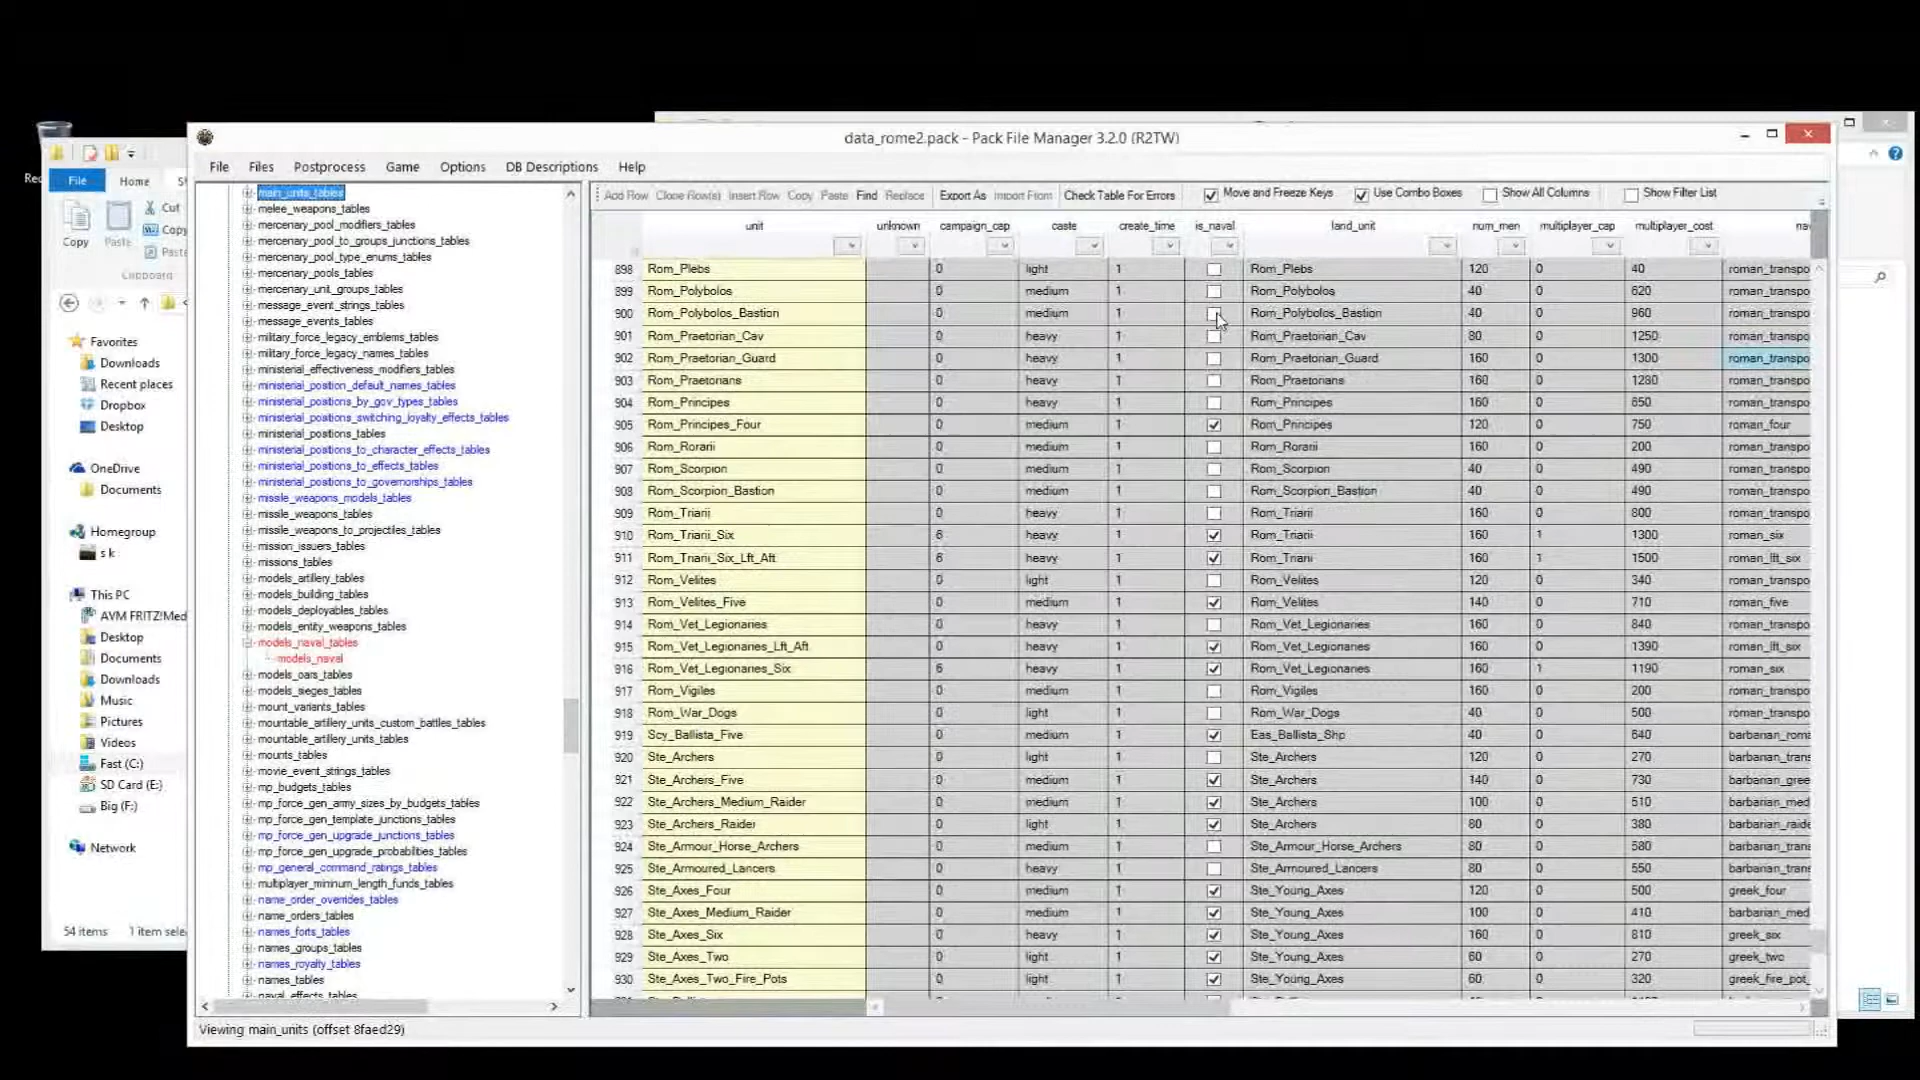 data_rome2.pack - Pack File Manager 3.2.0 (R2TW)
File Files Postprocess Game Options DB Descriptions Help
Add Row Clone Row(s) Insert Row Copy Paste Find Replace Export As Import From Check Table For Errors Move and Freeze Keys Use Combo Boxes Show All Columns Show Filter List
File Home
Cut
Copy
Paste
Copy
Paste
Clipboard
Favorites
Downloads
Recent places
Dropbox
Desktop
OneDrive
Documents
Homegroup
s k
This PC
AVM FRITZ!Med
Desktop
Documents
Downloads
Music
Pictures
Videos
Fast (C:)
SD Card (E:)
Big (F:)
Network
54 items 1 item sele
main_units_tables
melee_weapons_tables
mercenary_pool_modifiers_tables
mercenary_pool_to_groups_junctions_tables
mercenary_pool_type_enums_tables
mercenary_pools_tables
mercenary_unit_groups_tables
message_event_strings_tables
message_events_tables
military_force_legacy_emblems_tables
military_force_legacy_names_tables
ministerial_effectiveness_modifiers_tables
ministerial_position_default_names_tables
ministerial_positions_by_gov_types_tables
ministerial_positions_switching_loyalty_effects_tables
ministerial_positions_tables
ministerial_positions_to_character_effects_tables
ministerial_positions_to_effects_tables
ministerial_positions_to_governorships_tables
missile_weapons_models_tables
missile_weapons_tables
missile_weapons_to_projectiles_tables
mission_issuers_tables
missions_tables
models_artillery_tables
models_building_tables
models_deployables_tables
models_entity_weapons_tables
models_naval_tables
models_naval
models_oars_tables
models_sieges_tables
mount_variants_tables
mountable_artillery_units_custom_battles_tables
mountable_artillery_units_tables
mounts_tables
movie_event_strings_tables
mp_budgets_tables
mp_force_gen_army_sizes_by_budgets_tables
mp_force_gen_template_junctions_tables
mp_force_gen_upgrade_junctions_tables
mp_force_gen_upgrade_probabilities_tables
mp_general_command_ratings_tables
multiplayer_mininum_length_funds_tables
name_order_overrides_tables
name_orders_tables
names_forts_tables
names_groups_tables
names_royalty_tables
names_tables
naval_effects_tables
unit unknown campaign_cap caste create_time is_naval land_unit num_men multiplayer_cap multiplayer_cost nav
898 Rom_Plebs 0 light 1 Rom_Plebs 120 0 40 roman_transpo
899 Rom_Polybolos 0 medium 1 Rom_Polybolos 40 0 620 roman_transpo
900 Rom_Polybolos_Bastion 0 medium 1 Rom_Polybolos_Bastion 40 0 960 roman_transpo
901 Rom_Praetorian_Cav 0 heavy 1 Rom_Praetorian_Cav 80 0 1250 roman_transpo
902 Rom_Praetorian_Guard 0 heavy 1 Rom_Praetorian_Guard 160 0 1300 roman_transpo
903 Rom_Praetorians 0 heavy 1 Rom_Praetorians 160 0 1230 roman_transpo
904 Rom_Principes 0 heavy 1 Rom_Principes 160 0 650 roman_transpo
905 Rom_Principes_Four 0 medium 1 Rom_Principes 120 0 750 roman_four
906 Rom_Rorarii 0 medium 1 Rom_Rorarii 160 0 200 roman_transpo
907 Rom_Scorpion 0 medium 1 Rom_Scorpion 40 0 490 roman_transpo
908 Rom_Scorpion_Bastion 0 medium 1 Rom_Scorpion_Bastion 40 0 490 roman_transpo
909 Rom_Triarii 0 heavy 1 Rom_Triarii 160 0 800 roman_transpo
910 Rom_Triarii_Six 6 heavy 1 Rom_Triarii 160 1 1300 roman_six
911 Rom_Triarii_Six_Lft_Aft 6 heavy 1 Rom_Triarii 160 1 1500 roman_lft_six
912 Rom_Velites 0 light 1 Rom_Velites 120 0 340 roman_transpo
913 Rom_Velites_Five 0 medium 1 Rom_Velites 140 0 710 roman_five
914 Rom_Vet_Legionaries 0 heavy 1 Rom_Vet_Legionaries 160 0 840 roman_transpo
915 Rom_Vet_Legionaries_Lft_Aft 0 heavy 1 Rom_Vet_Legionaries 160 0 1390 roman_lft_six
916 Rom_Vet_Legionaries_Six 6 heavy 1 Rom_Vet_Legionaries 160 1 1190 roman_six
917 Rom_Vigiles 0 medium 1 Rom_Vigiles 160 0 200 roman_transpo
918 Rom_War_Dogs 0 light 1 Rom_War_Dogs 40 0 500 roman_transpo
919 Scy_Ballista_Five 0 medium 1 Eas_Ballista_Shp 40 0 640 barbarian_roma
920 Ste_Archers 0 light 1 Ste_Archers 120 0 270 barbarian_trans
921 Ste_Archers_Five 0 medium 1 Ste_Archers 140 0 730 barbarian_gree
922 Ste_Archers_Medium_Raider 0 medium 1 Ste_Archers 100 0 510 barbarian_med
923 Ste_Archers_Raider 0 light 1 Ste_Archers 80 0 380 barbarian_raide
924 Ste_Armour_Horse_Archers 0 medium 1 Ste_Armour_Horse_Archers 80 0 580 barbarian_trans
925 Ste_Armoured_Lancers 0 heavy 1 Ste_Armoured_Lancers 80 0 550 barbarian_trans
926 Ste_Axes_Four 0 medium 1 Ste_Young_Axes 120 0 500 greek_four
927 Ste_Axes_Medium_Raider 0 medium 1 Ste_Young_Axes 100 0 410 barbarian_med
928 Ste_Axes_Six 0 heavy 1 Ste_Young_Axes 160 0 810 greek_six
929 Ste_Axes_Two 0 light 1 Ste_Young_Axes 60 0 270 greek_two
930 Ste_Axes_Two_Fire_Pots 0 light 1 Ste_Young_Axes 60 0 320 greek_fire_pot_
Viewing main_units (offset 8faed29)